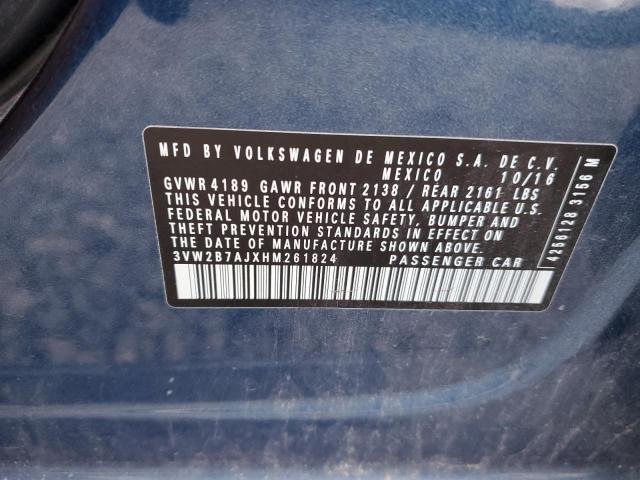 MFD BY VOLKSWAGEN DE MEXICO S.A. DE C.V.
MEXICO 10/16
GVWR 4189 GAWR FRONT 2138 / REAR 2161 LBS
THIS VEHICLE CONFORMS TO ALL APPLICABLE U.S.
FEDERAL MOTOR VEHICLE SAFETY, BUMPER AND
THEFT PREVENTION STANDARDS IN EFFECT ON
THE DATE OF MANUFACTURE SHOWN ABOVE.
3VW2B7AJXHM261824 PASSENGER CAR
4260128 3166 M